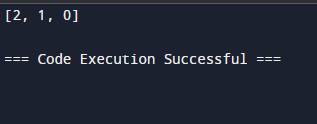 [2, 1, 0]
=== Code Execution Successful ===